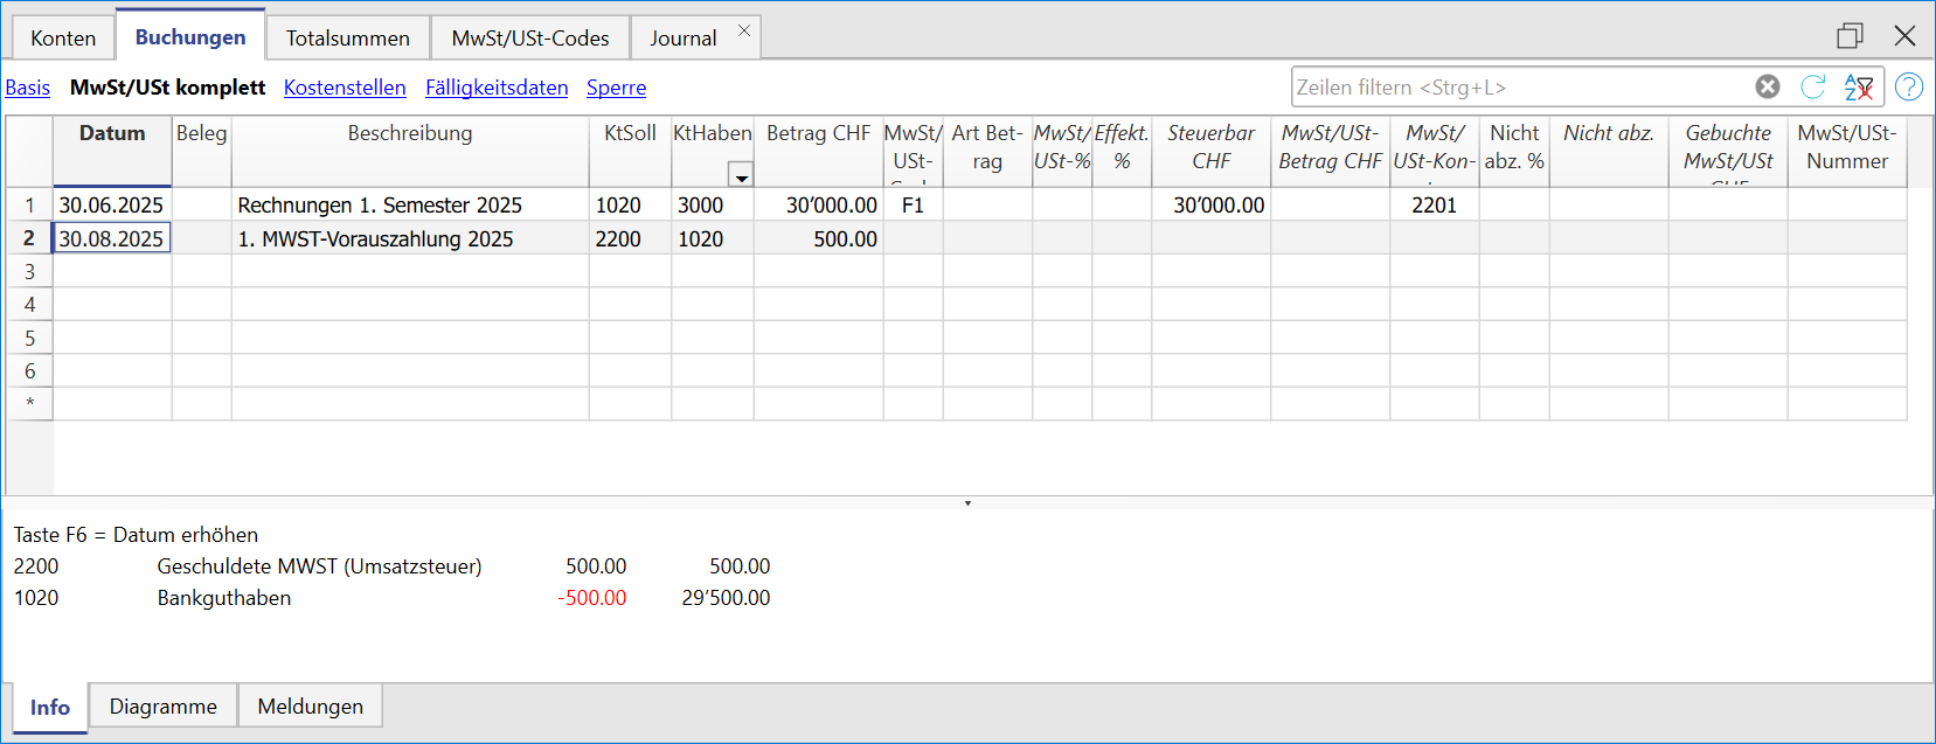 Konten Buchungen Totalsummen MwSt/USt-Codes Journal
Basis MwSt/USt komplett Kostenstellen Fälligkeitsdaten Sperre Zeilen filtern <Strg+L>
Datum Beleg Beschreibung KtSoll KtHaben Betrag CHF MwSt/ Art Bet- MwSt/ Effekt. Steuerbar MwSt/USt- MwSt/ Nicht Nicht abz. Gebuchte MwSt/USt-
USt- rag USt-% % CHF Betrag CHF USt-Kon- abz. % MwSt/USt Nummer
1 30.06.2025 Rechnungen 1. Semester 2025 1020 3000 30’000.00 F1 30’000.00 2201
2 30.08.2025 1. MWST-Vorauszahlung 2025 2200 1020 500.00
3
4
5
6
*
Taste F6 = Datum erhöhen
2200 Geschuldete MWST (Umsatzsteuer) 500.00 500.00
1020 Bankguthaben -500.00 29’500.00
Info Diagramme Meldungen